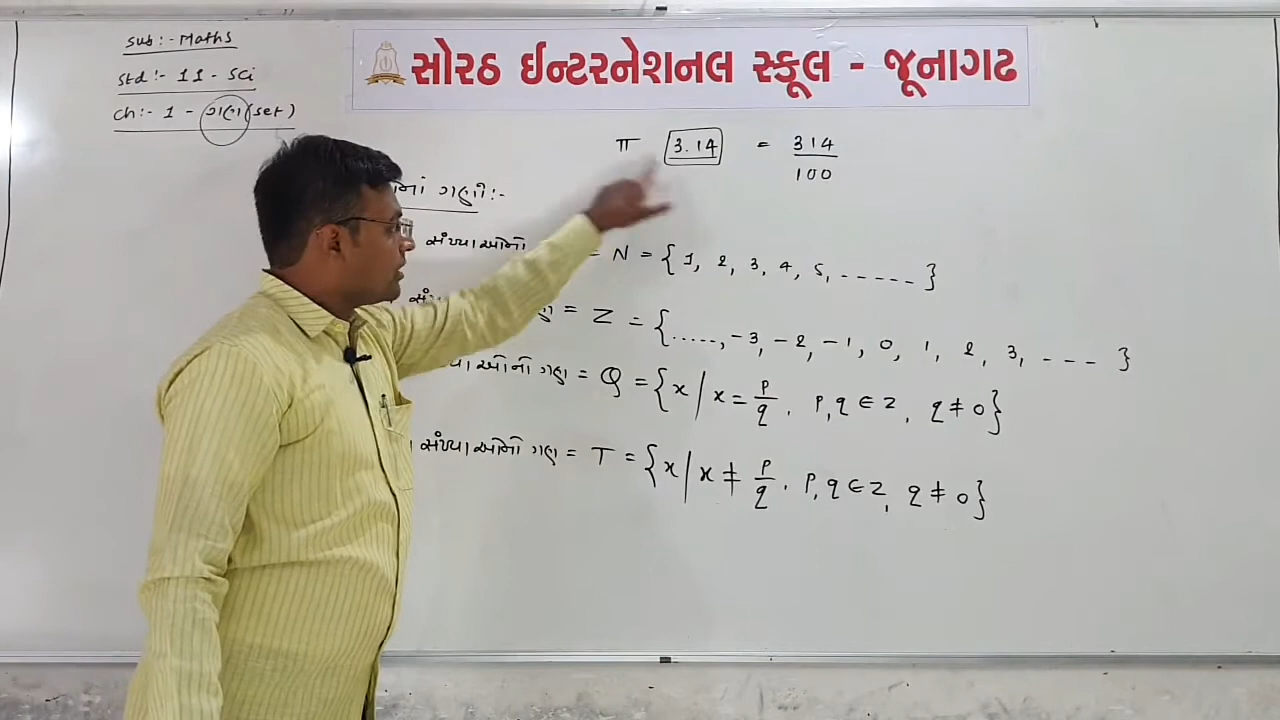 Sub:- Maths
Std:- 11 - Sci
Ch:- 1 - ગણ (Set)
સોરઠ ઈન્ટરનેશનલ સ્કૂલ - જૂનાગઢ
π 3.14 = 314/100
ગણો:-
સંખ્યાઓનો = N = {1, 2, 3, 4, 5, ----- }
= Z = {....., -3, -2, -1, 0, 1, 2, 3, --- }
ગણ = Q = {x / x = p/q . p,q ∈ Z, q ≠ 0}
સંખ્યાઓનો ગણ = T = {x / x ≠ p/q . p,q ∈ Z, q ≠ 0}